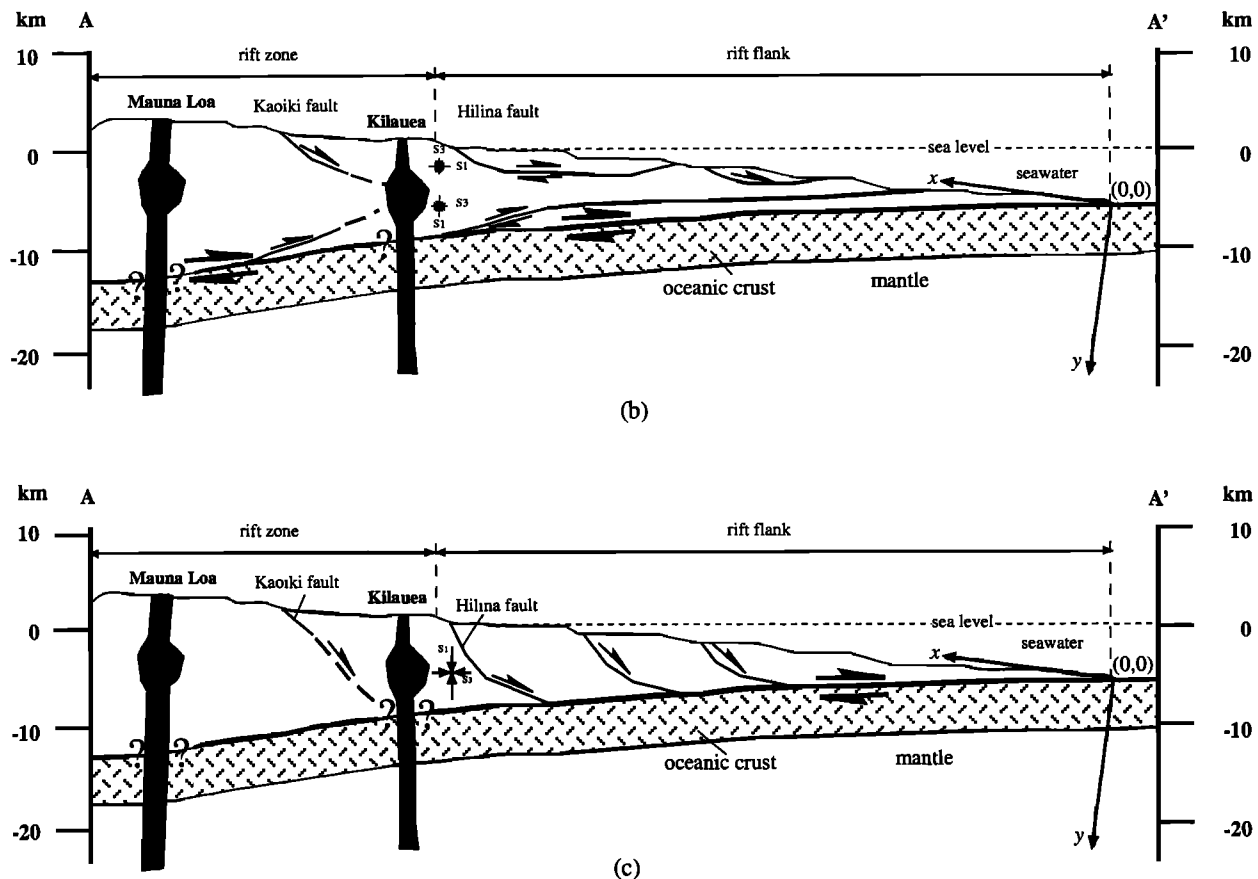 km A A' km
10 rift zone rift flank 10
Mauna Loa Kaoiki fault Kilauea Hilina fault
0 S3 S1 sea level 0
x seawater (0,0)
S3 S1
? -10 -10
? ? oceanic crust mantle
-20 y -20
(b)
km A A' km
10 rift zone rift flank 10
Mauna Loa Kaoiki fault Kilauea Hilina fault
0 S1 sea level 0
S3 x seawater (0,0)
? ?
-10 -10
? ? oceanic crust mantle
-20 y -20
(c)